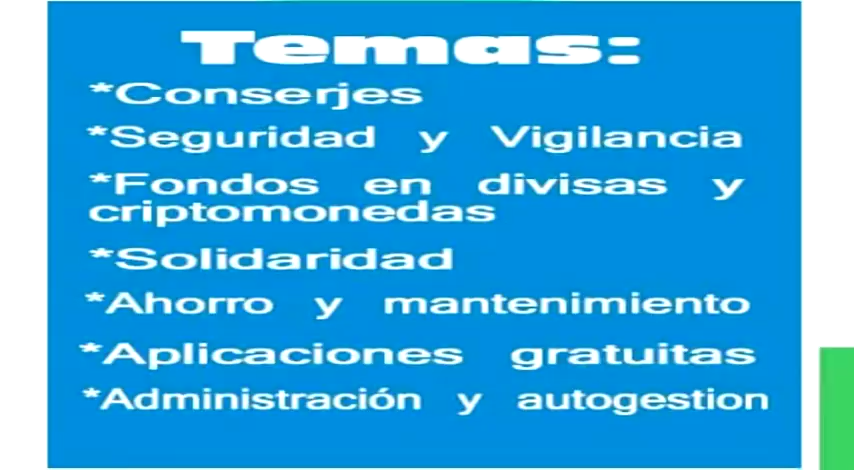 Temas:
*Conserjes
*Seguridad y Vigilancia
*Fondos en divisas y
criptomonedas
*Solidaridad
*Ahorro y mantenimiento
*Aplicaciones gratuitas
*Administración y autogestion